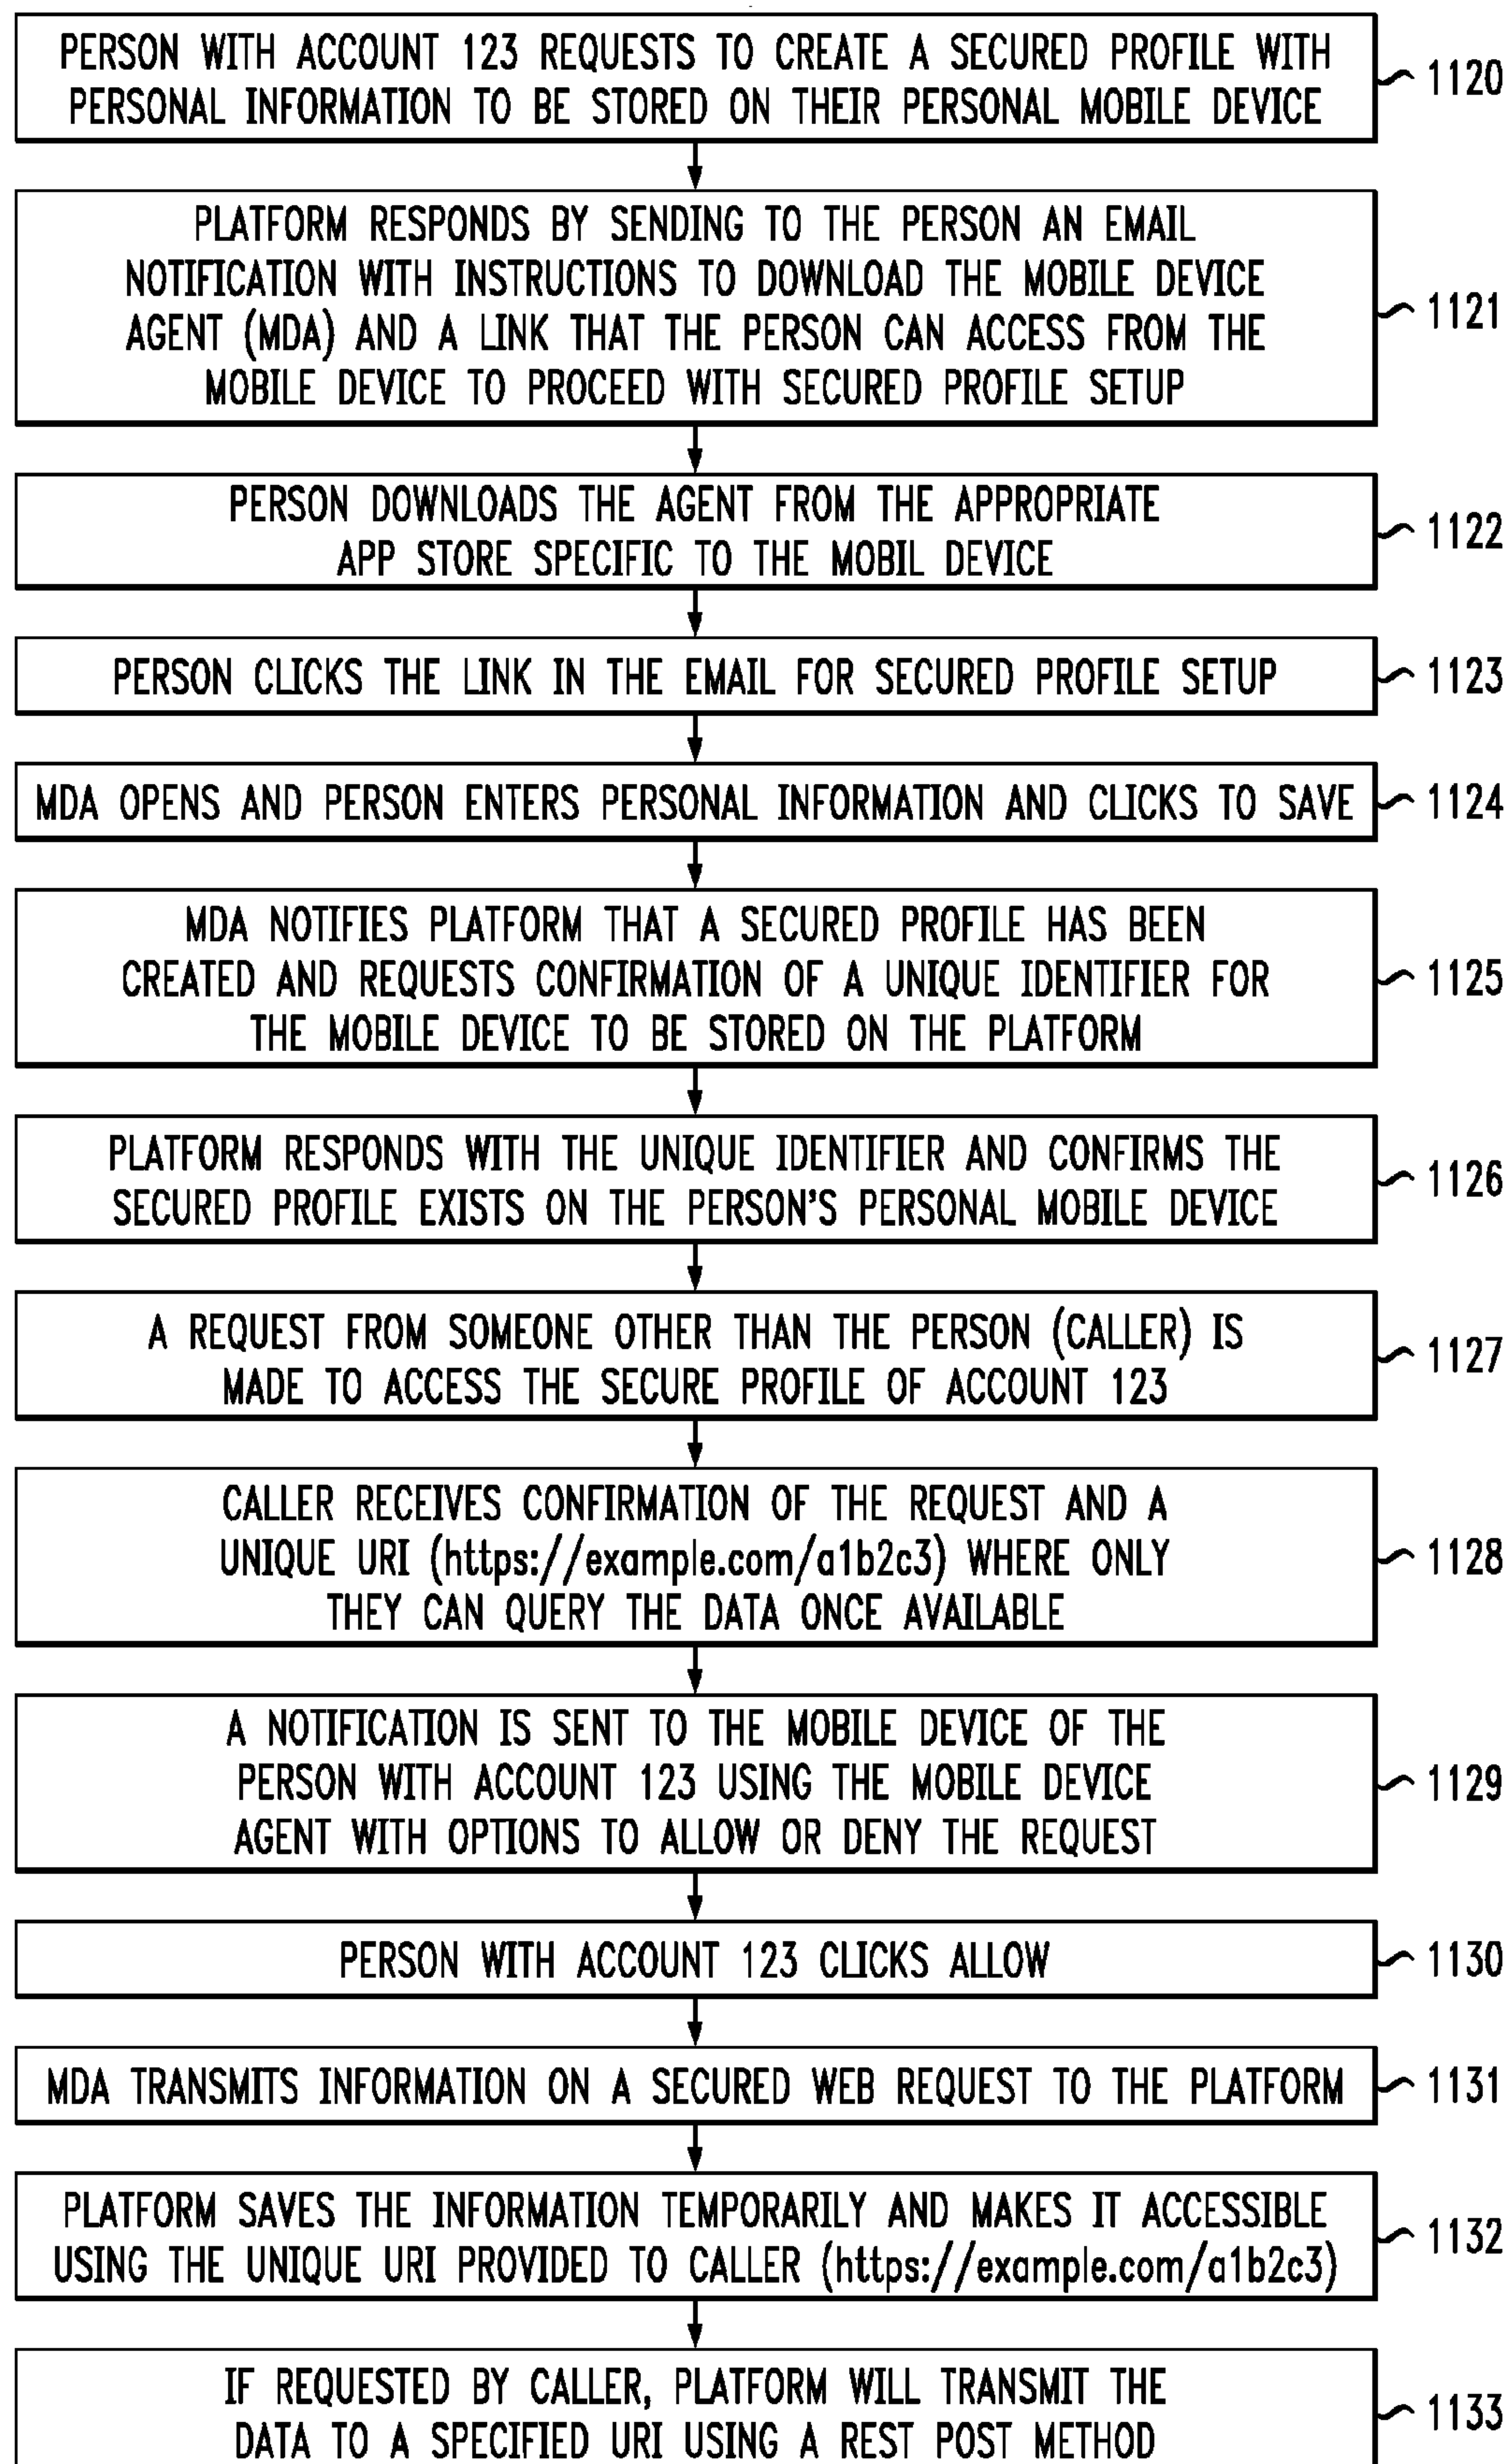 PERSON WITH ACCOUNT 123 REQUESTS TO CREATE A SECURED PROFILE WITH
PERSONAL INFORMATION TO BE STORED ON THEIR PERSONAL MOBILE DEVICE
1120
PLATFORM RESPONDS BY SENDING TO THE PERSON AN EMAIL
NOTIFICATION WITH INSTRUCTIONS TO DOWNLOAD THE MOBILE DEVICE
AGENT (MDA) AND A LINK THAT THE PERSON CAN ACCESS FROM THE
MOBILE DEVICE TO PROCEED WITH SECURED PROFILE SETUP
1121
PERSON DOWNLOADS THE AGENT FROM THE APPROPRIATE
APP STORE SPECIFIC TO THE MOBIL DEVICE
1122
PERSON CLICKS THE LINK IN THE EMAIL FOR SECURED PROFILE SETUP
1123
MDA OPENS AND PERSON ENTERS PERSONAL INFORMATION AND CLICKS TO SAVE
1124
MDA NOTIFIES PLATFORM THAT A SECURED PROFILE HAS BEEN
CREATED AND REQUESTS CONFIRMATION OF A UNIQUE IDENTIFIER FOR
THE MOBILE DEVICE TO BE STORED ON THE PLATFORM
1125
PLATFORM RESPONDS WITH THE UNIQUE IDENTIFIER AND CONFIRMS THE
SECURED PROFILE EXISTS ON THE PERSON'S PERSONAL MOBILE DEVICE
1126
A REQUEST FROM SOMEONE OTHER THAN THE PERSON (CALLER) IS
MADE TO ACCESS THE SECURE PROFILE OF ACCOUNT 123
1127
CALLER RECEIVES CONFIRMATION OF THE REQUEST AND A
UNIQUE URI (https://example.com/a1b2c3) WHERE ONLY
THEY CAN QUERY THE DATA ONCE AVAILABLE
1128
A NOTIFICATION IS SENT TO THE MOBILE DEVICE OF THE
PERSON WITH ACCOUNT 123 USING THE MOBILE DEVICE
AGENT WITH OPTIONS TO ALLOW OR DENY THE REQUEST
1129
PERSON WITH ACCOUNT 123 CLICKS ALLOW
1130
MDA TRANSMITS INFORMATION ON A SECURED WEB REQUEST TO THE PLATFORM
1131
PLATFORM SAVES THE INFORMATION TEMPORARILY AND MAKES IT ACCESSIBLE
USING THE UNIQUE URI PROVIDED TO CALLER (https://example.com/a1b2c3)
1132
IF REQUESTED BY CALLER, PLATFORM WILL TRANSMIT THE
DATA TO A SPECIFIED URI USING A REST POST METHOD
1133